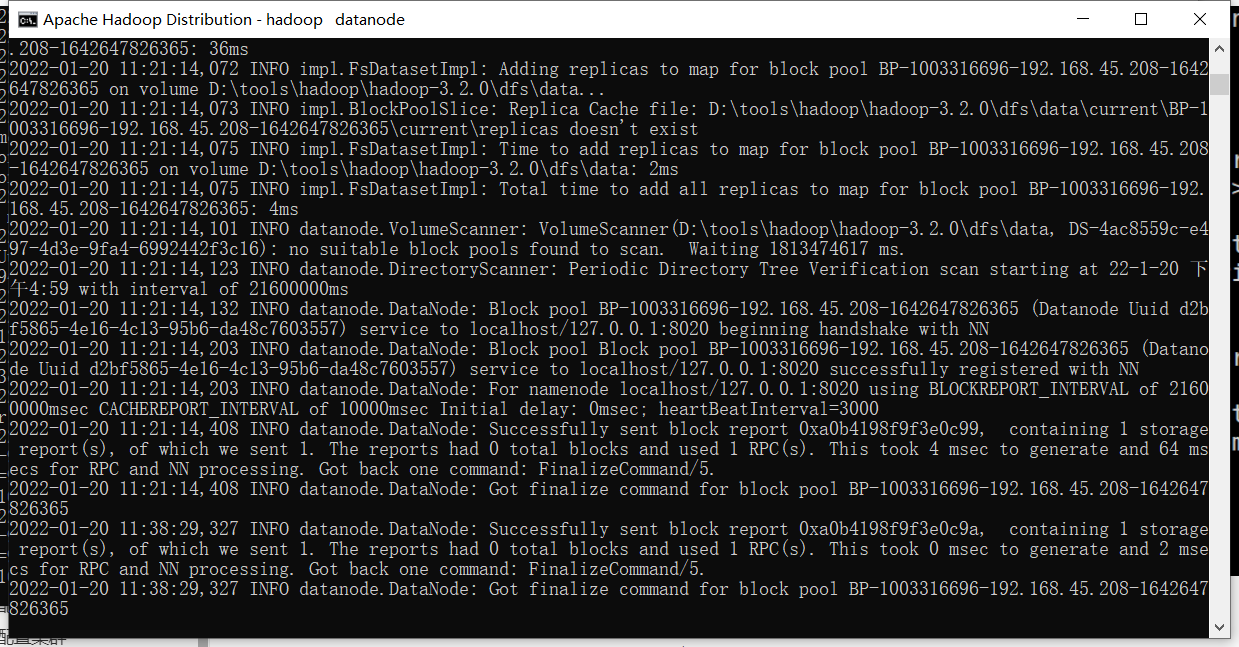 Apache Hadoop Distribution - hadoop   datanode
.208-1642647826365: 36ms
2022-01-20 11:21:14,072 INFO impl.FsDatasetImpl: Adding replicas to map for block pool BP-1003316696-192.168.45.208-1642
647826365 on volume D:\tools\hadoop\hadoop-3.2.0\dfs\data...
2022-01-20 11:21:14,073 INFO impl.BlockPoolSlice: Replica Cache file: D:\tools\hadoop\hadoop-3.2.0\dfs\data\current\BP-1
003316696-192.168.45.208-1642647826365\current\replicas doesn't exist
2022-01-20 11:21:14,075 INFO impl.FsDatasetImpl: Time to add replicas to map for block pool BP-1003316696-192.168.45.208
-1642647826365 on volume D:\tools\hadoop\hadoop-3.2.0\dfs\data: 2ms
2022-01-20 11:21:14,075 INFO impl.FsDatasetImpl: Total time to add all replicas to map for block pool BP-1003316696-192.
168.45.208-1642647826365: 4ms
2022-01-20 11:21:14,101 INFO datanode.VolumeScanner: VolumeScanner(D:\tools\hadoop\hadoop-3.2.0\dfs\data, DS-4ac8559c-e4
97-4d3e-9fa4-6992442f3c16): no suitable block pools found to scan.  Waiting 1813474617 ms.
2022-01-20 11:21:14,123 INFO datanode.DirectoryScanner: Periodic Directory Tree Verification scan starting at 22-1-20 下
午4:59 with interval of 21600000ms
2022-01-20 11:21:14,132 INFO datanode.DataNode: Block pool BP-1003316696-192.168.45.208-1642647826365 (Datanode Uuid d2b
f5865-4e16-4c13-95b6-da48c7603557) service to localhost/127.0.0.1:8020 beginning handshake with NN
2022-01-20 11:21:14,203 INFO datanode.DataNode: Block pool Block pool BP-1003316696-192.168.45.208-1642647826365 (Datano
de Uuid d2bf5865-4e16-4c13-95b6-da48c7603557) service to localhost/127.0.0.1:8020 successfully registered with NN
2022-01-20 11:21:14,203 INFO datanode.DataNode: For namenode localhost/127.0.0.1:8020 using BLOCKREPORT_INTERVAL of 2160
0000msec CACHEREPORT_INTERVAL of 10000msec Initial delay: 0msec; heartBeatInterval=3000
2022-01-20 11:21:14,408 INFO datanode.DataNode: Successfully sent block report 0xa0b4198f9f3e0c99,  containing 1 storage
 report(s), of which we sent 1. The reports had 0 total blocks and used 1 RPC(s). This took 4 msec to generate and 64 ms
ecs for RPC and NN processing. Got back one command: FinalizeCommand/5.
2022-01-20 11:21:14,408 INFO datanode.DataNode: Got finalize command for block pool BP-1003316696-192.168.45.208-1642647
826365
2022-01-20 11:38:29,327 INFO datanode.DataNode: Successfully sent block report 0xa0b4198f9f3e0c9a,  containing 1 storage
 report(s), of which we sent 1. The reports had 0 total blocks and used 1 RPC(s). This took 0 msec to generate and 2 mse
cs for RPC and NN processing. Got back one command: FinalizeCommand/5.
2022-01-20 11:38:29,327 INFO datanode.DataNode: Got finalize command for block pool BP-1003316696-192.168.45.208-1642647
826365